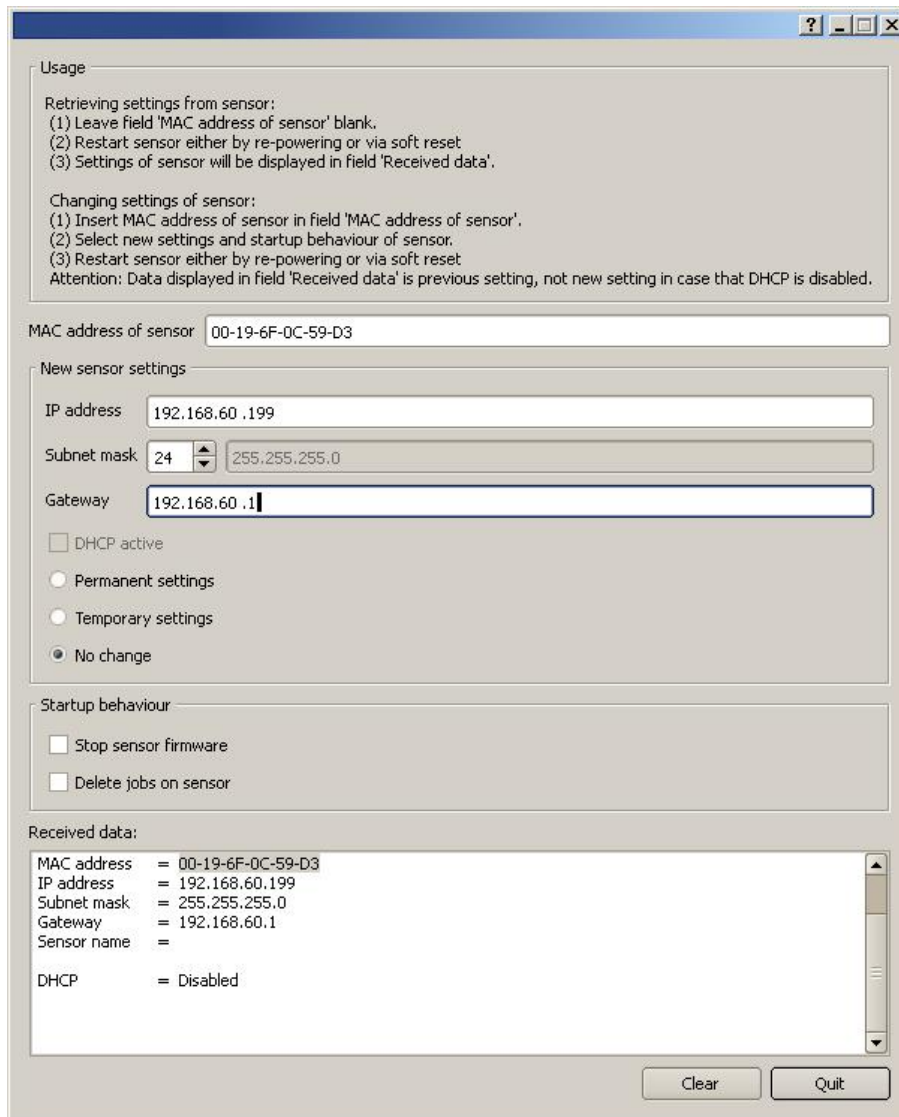 Usage
Retrieving settings from sensor:
(1) Leave field 'MAC address of sensor' blank.
(2) Restart sensor either by re-powering or via soft reset
(3) Settings of sensor will be displayed in field 'Received data'.
Changing settings of sensor:
(1) Insert MAC address of sensor in field 'MAC address of sensor'.
(2) Select new settings and startup behaviour of sensor.
(3) Restart sensor either by re-powering or via soft reset
Attention: Data displayed in field 'Received data' is previous setting, not new setting in case that DHCP is disabled.
MAC address of sensor 00-19-6F-0C-59-D3
New sensor settings
IP address 192.168.60 .199
Subnet mask 24 255.255.255.0
Gateway 192.168.60 .1
DHCP active
Permanent settings
Temporary settings
No change
Startup behaviour
Stop sensor firmware
Delete jobs on sensor
Received data:
MAC address = 00-19-6F-0C-59-D3
IP address = 192.168.60.199
Subnet mask = 255.255.255.0
Gateway = 192.168.60.1
Sensor name =
DHCP = Disabled
Clear Quit